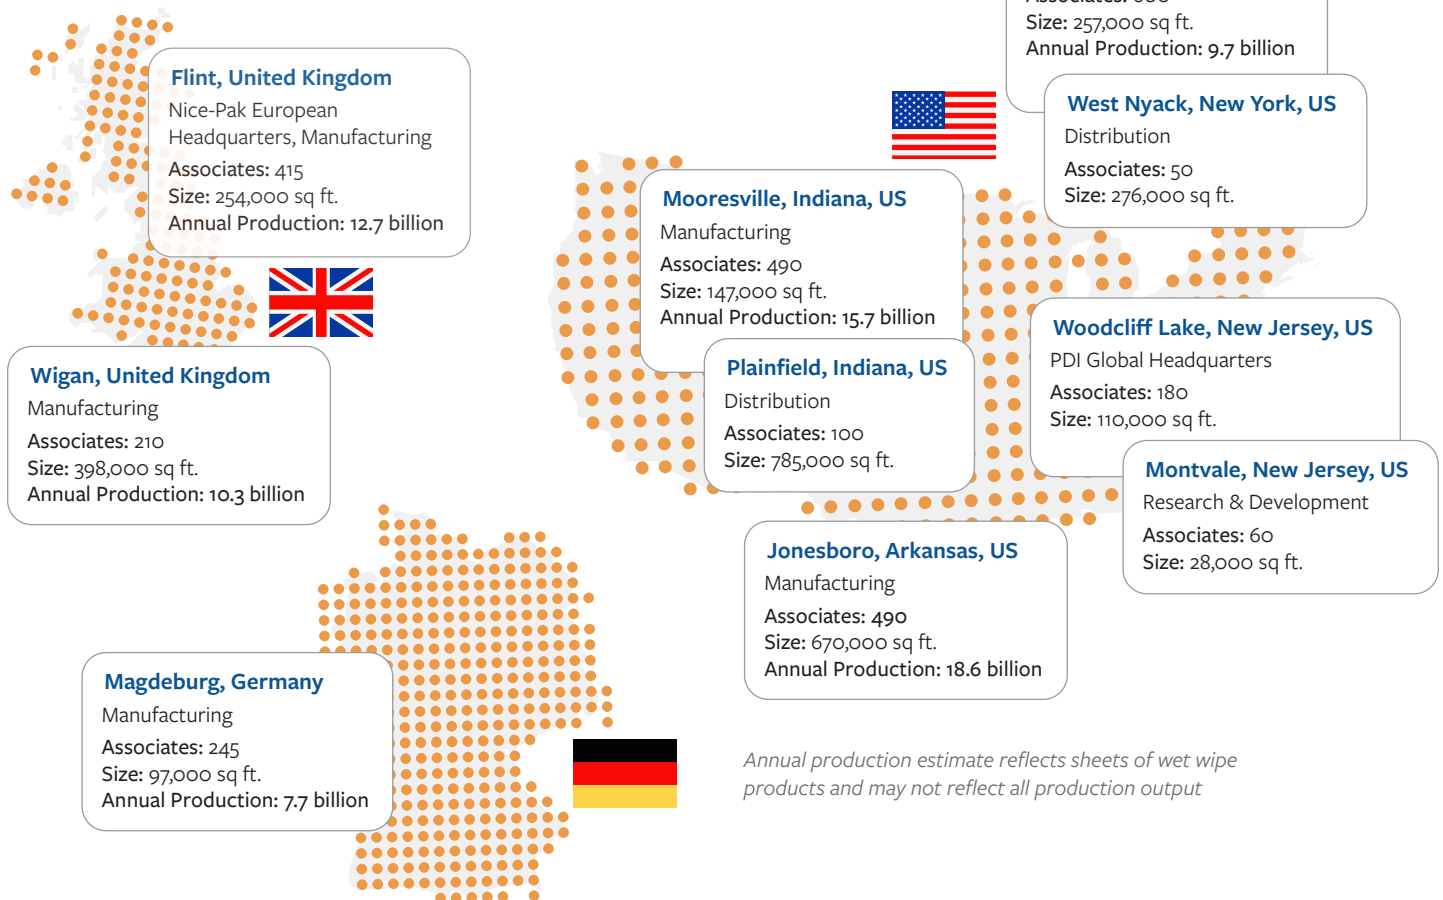 Size: 257,000 sq ft.
Annual Production: 9.7 billion
West Nyack, New York, US
Distribution
Associates: 50
Size: 276,000 sq ft.
Flint, United Kingdom
Nice-Pak European
Headquarters, Manufacturing
Associates: 415
Size: 254,000 sq ft.
Annual Production: 12.7 billion
Mooresville, Indiana, US
Manufacturing
Associates: 490
Size: 147,000 sq ft.
Annual Production: 15.7 billion
Woodcliff Lake, New Jersey, US
PDI Global Headquarters
Associates: 180
Size: 110,000 sq ft.
Wigan, United Kingdom
Manufacturing
Associates: 210
Size: 398,000 sq ft.
Annual Production: 10.3 billion
Plainfield, Indiana, US
Distribution
Associates: 100
Size: 785,000 sq ft.
Montvale, New Jersey, US
Research & Development
Associates: 60
Size: 28,000 sq ft.
Jonesboro, Arkansas, US
Manufacturing
Associates: 490
Size: 670,000 sq ft.
Annual Production: 18.6 billion
Magdeburg, Germany
Manufacturing
Associates: 245
Size: 97,000 sq ft.
Annual Production: 7.7 billion
Annual production estimate reflects sheets of wet wipe
products and may not reflect all production output